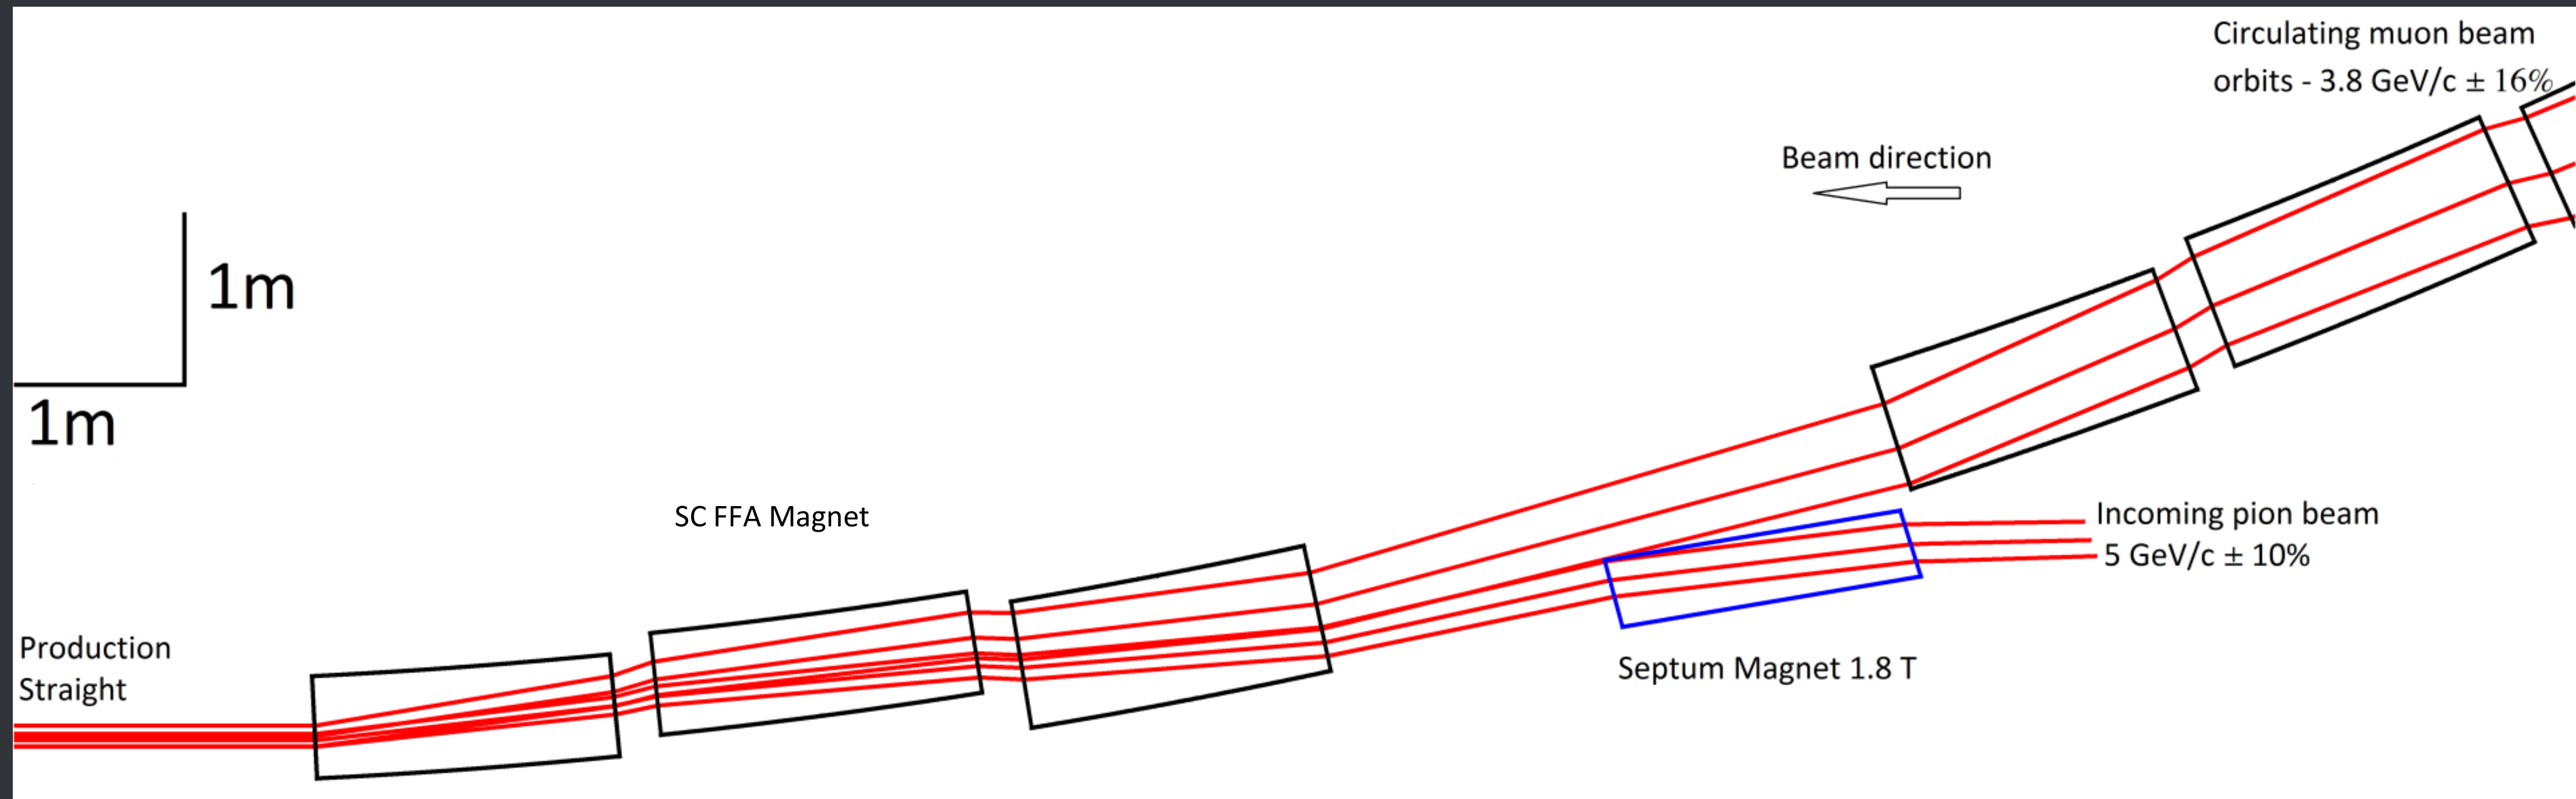 Circulating muon beam
orbits - 3.8 GeV/c ± 16%
Beam direction
1m
1m
SC FFA Magnet
Incoming pion beam
5 GeV/c ± 10%
Production
Straight
Septum Magnet 1.8 T